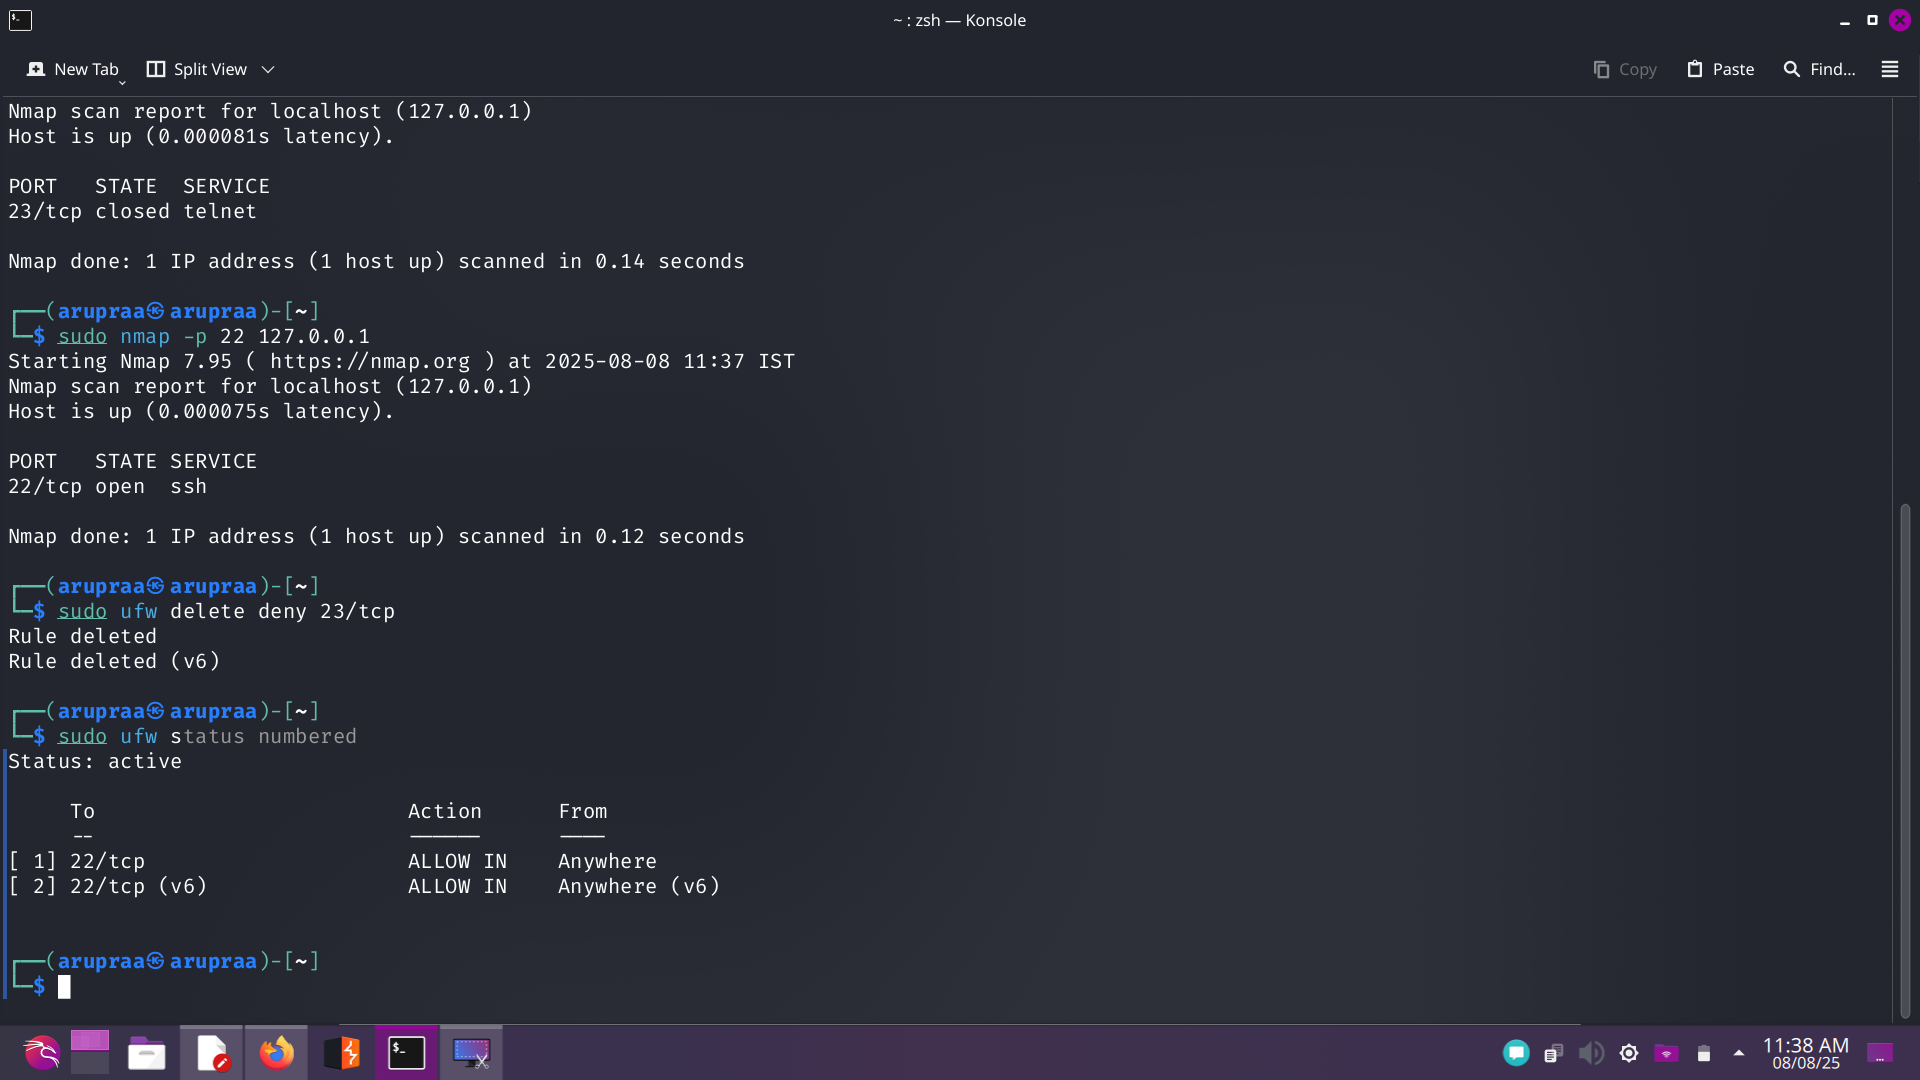 ~ : zsh — Konsole
New Tab
Split View
Copy
Paste
Find...
Nmap scan report for localhost (127.0.0.1)
Host is up (0.000081s latency).
PORT   STATE  SERVICE
23/tcp closed telnet
Nmap done: 1 IP address (1 host up) scanned in 0.14 seconds
┌──(arupraa㉿arupraa)-[~]
└─$ sudo nmap -p 22 127.0.0.1
Starting Nmap 7.95 ( https://nmap.org ) at 2025-08-08 11:37 IST
Nmap scan report for localhost (127.0.0.1)
Host is up (0.000075s latency).
PORT   STATE SERVICE
22/tcp open  ssh
Nmap done: 1 IP address (1 host up) scanned in 0.12 seconds
┌──(arupraa㉿arupraa)-[~]
└─$ sudo ufw delete deny 23/tcp
Rule deleted
Rule deleted (v6)
┌──(arupraa㉿arupraa)-[~]
└─$ sudo ufw status numbered
Status: active
     To                         Action      From
     --                         ------      ----
[ 1] 22/tcp                     ALLOW IN    Anywhere
[ 2] 22/tcp (v6)                ALLOW IN    Anywhere (v6)
┌──(arupraa㉿arupraa)-[~]
└─$
11:38 AM
08/08/25